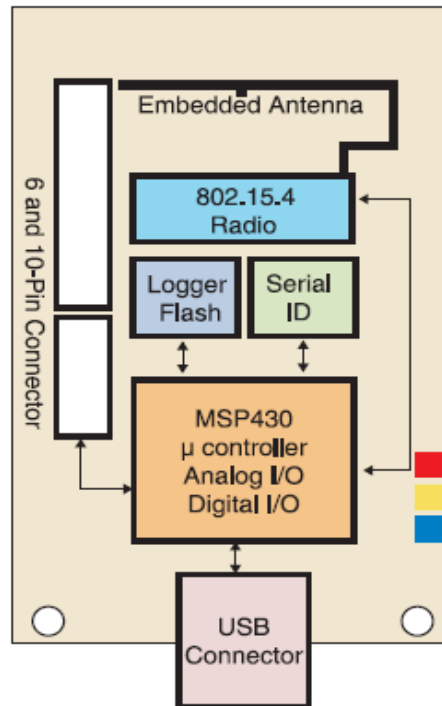 Embedded Antenna
6 and 10-Pin Connector
802.15.4
Radio
Logger
Flash
Serial
ID
MSP430
μ controller
Analog I/O
Digital I/O
USB
Connector